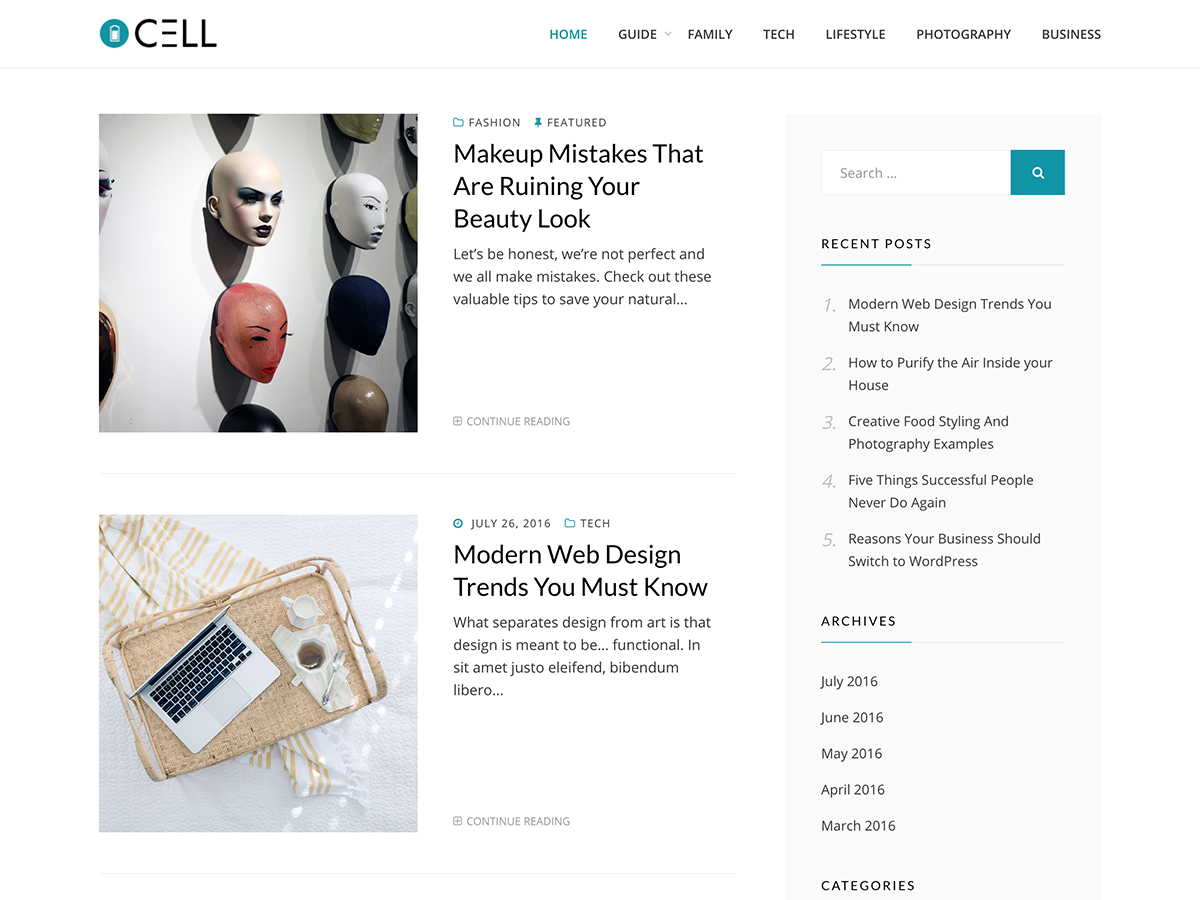 CELL
HOME GUIDE FAMILY TECH LIFESTYLE PHOTOGRAPHY BUSINESS
FASHION FEATURED
Makeup Mistakes That
Are Ruining Your
Beauty Look
Let’s be honest, we’re not perfect and
we all make mistakes. Check out these
valuable tips to save your natural...
CONTINUE READING
JULY 26, 2016 TECH
Modern Web Design
Trends You Must Know
What separates design from art is that
design is meant to be... functional. In
sit amet justo eleifend, bibendum
libero...
CONTINUE READING
Search ...
RECENT POSTS
1. Modern Web Design Trends You
Must Know
2. How to Purify the Air Inside your
House
3. Creative Food Styling And
Photography Examples
4. Five Things Successful People
Never Do Again
5. Reasons Your Business Should
Switch to WordPress
ARCHIVES
July 2016
June 2016
May 2016
April 2016
March 2016
CATEGORIES